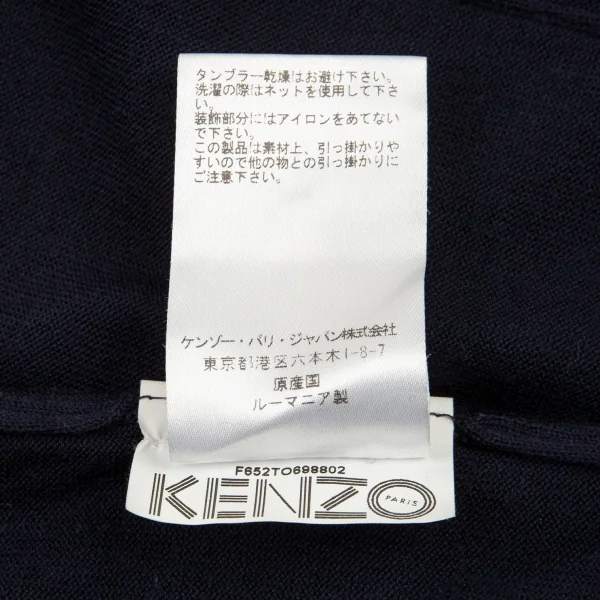 タンブラー乾燥はお避け下さい。
洗濯の際はネットを使用して下さ
い。
装飾部分にはアイロンをあてない
で下さい。
この製品は素材上、引っ掛かりや
すいので他の物との引っ掛かりに
ご注意下さい。
ケンゾー・パリ・ジャパン株式会社
東京都港区六本木1-8-7
原産国
ルーマニア製
F652TO698802
KENZO
PARIS